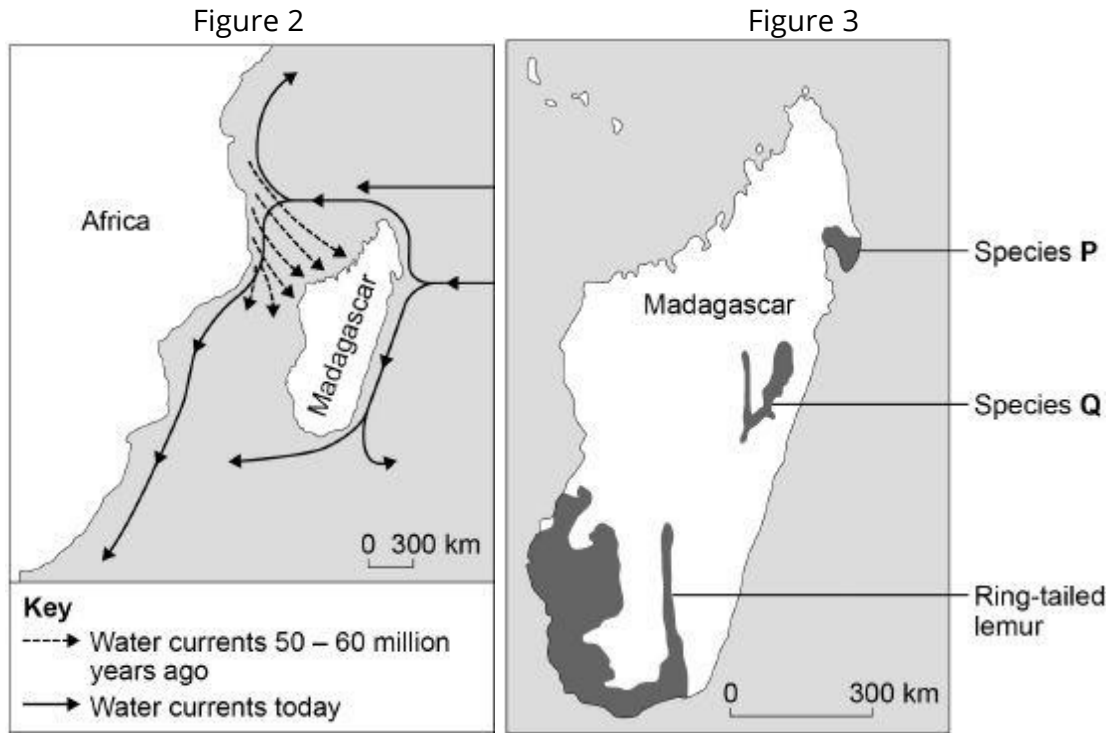 Figure 2
Africa
Madagascar
0 300 km
Key
Water currents 50 – 60 million
years ago
Water currents today
Figure 3
Madagascar
Species P
Species Q
Ring-tailed
lemur
0 300 km